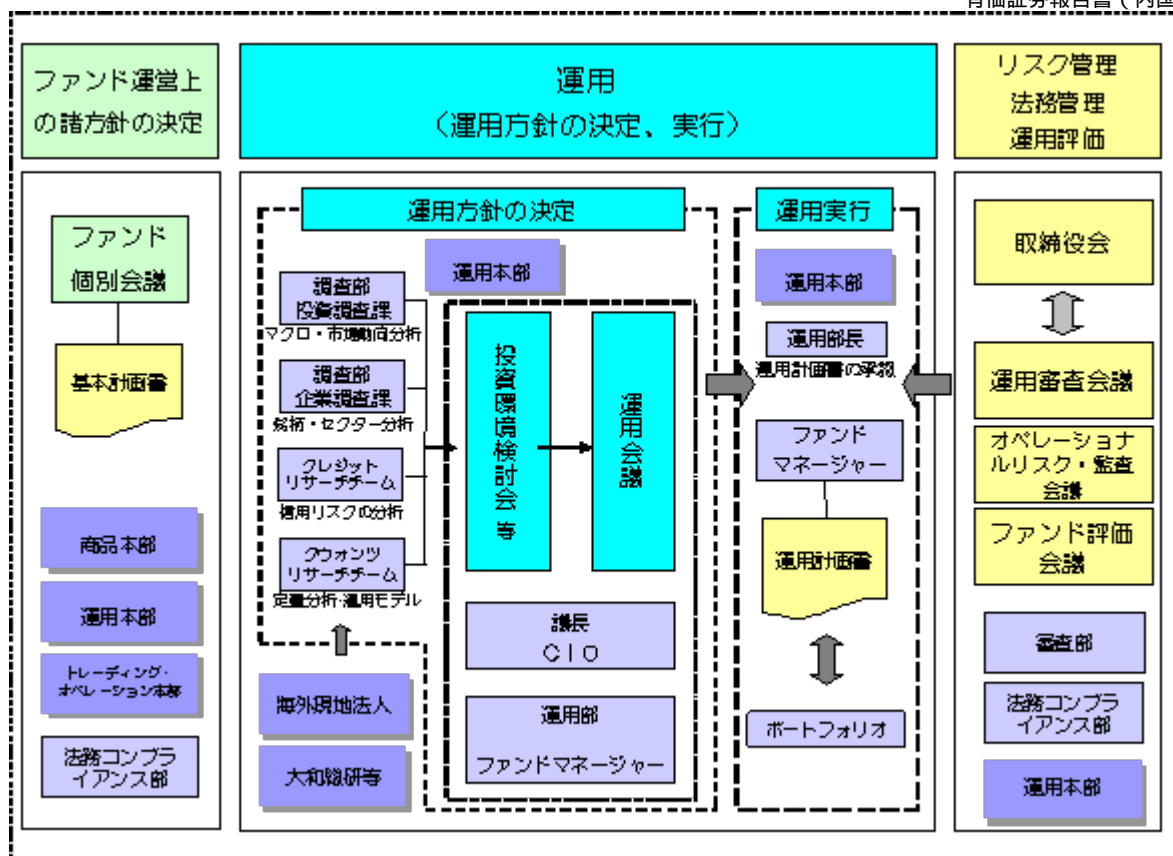 有価証券報告書(内国
ファンド運営上
の諸方針の決定
運用
(運用方針の決定、実行)
リスク管理
法務管理
運用評価
ファンド
個別会議
基本計画書
商品本部
運用本部
トレーディング・
オペレーション本部
法務コンプラ
イアンス部
運用方針の決定
運用本部
調査部
投資調査課
マクロ・市場動向分析
調査部
企業調査課
銘柄・セクター分析
クレジット
リサーチチーム
信用リスクの分析
クウォンツ
リサーチチーム
定量分析・運用モデル
海外現地法人
大和総研等
投資環境検討会 等
運用会議
議長
CIO
運用部
ファンドマネージャー
運用実行
運用本部
運用部長
運用計画書の承認
ファンド
マネージャー
運用計画書
ポートフォリオ
取締役会
運用審査会議
オペレーショナ
ルリスク・監査
会議
ファンド評価
会議
審査部
法務コンプラ
イアンス部
運用本部